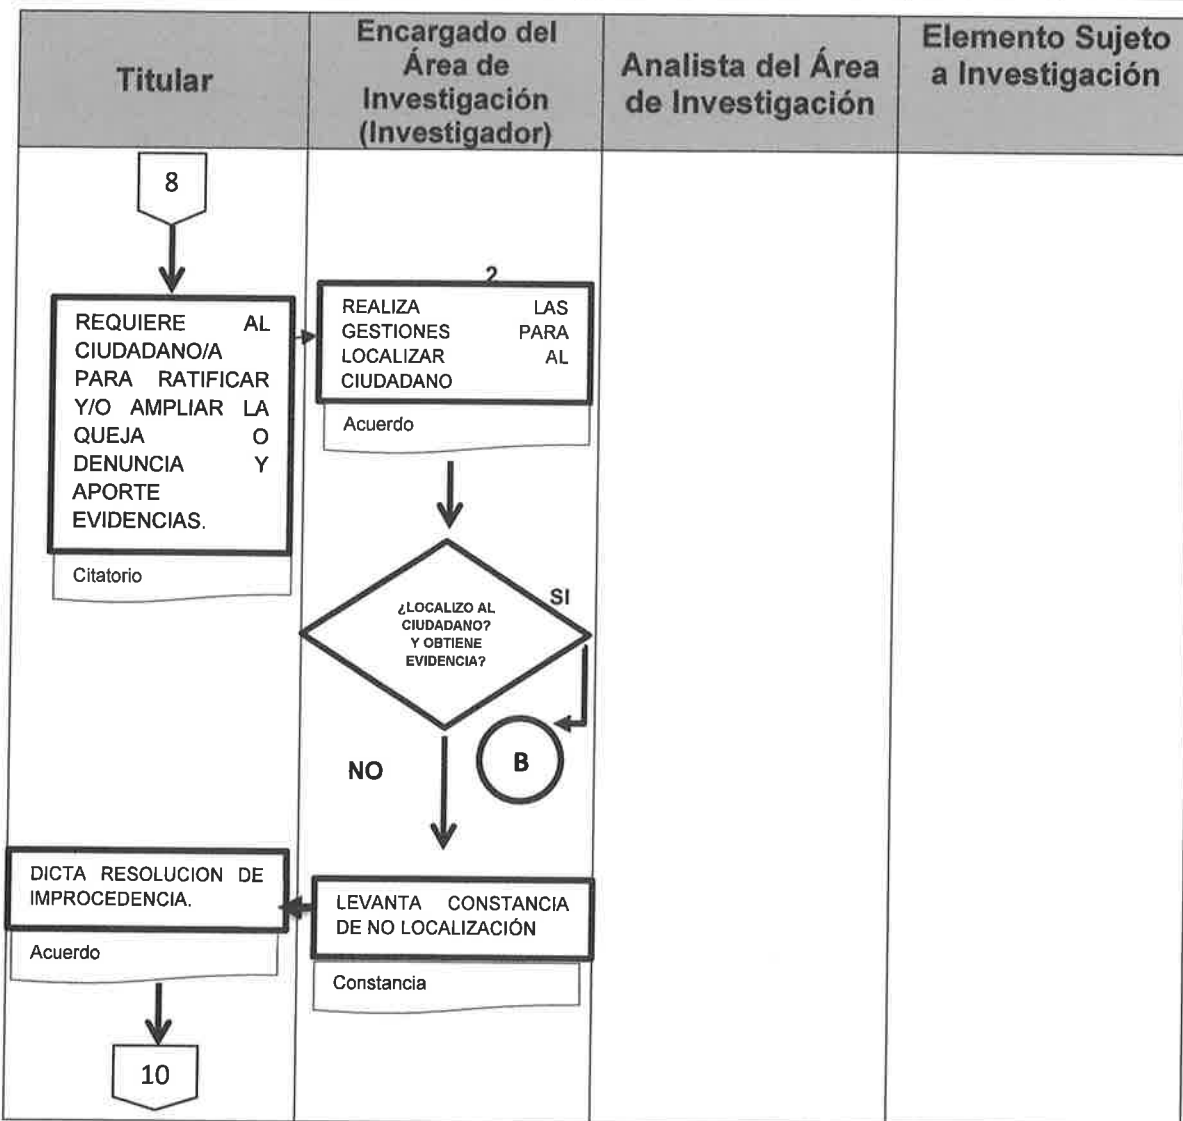 Titular
Encargado del
Área de
Investigación
(Investigador)
Analista del Área
de Investigación
Elemento Sujeto
a Investigación
8
REQUIERE AL
CIUDADANO/A
PARA RATIFICAR
Y/O AMPLIAR LA
QUEJA O
DENUNCIA Y
APORTE
EVIDENCIAS.
Citatorio
2
REALIZA LAS
GESTIONES PARA
LOCALIZAR AL
CIUDADANO
Acuerdo
¿LOCALIZO AL
CIUDADANO?
Y OBTIENE
EVIDENCIA?
SI
B
NO
LEVANTA CONSTANCIA
DE NO LOCALIZACIÓN
Constancia
DICTA RESOLUCION DE
IMPROCEDENCIA.
Acuerdo
10